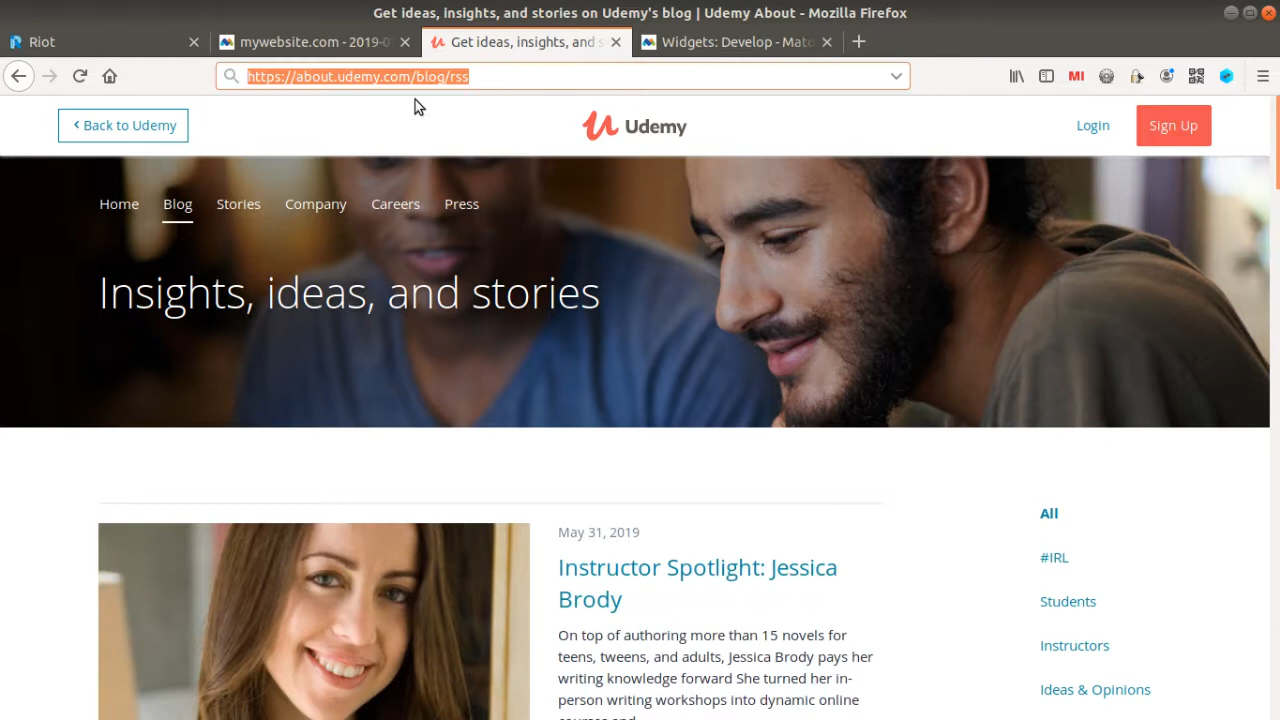 Get ideas, insights, and stories on Udemy's blog | Udemy About - Mozilla Firefox
Riot
mywebsite.com - 2019-0
Get ideas, insights, and s
Widgets: Develop - Mato
https://about.udemy.com/blog/rss
MI
Back to Udemy
Udemy
Login
Sign Up
Home
Blog
Stories
Company
Careers
Press
Insights, ideas, and stories
May 31, 2019
Instructor Spotlight: Jessica
Brody
On top of authoring more than 15 novels for
teens, tweens, and adults, Jessica Brody pays her
writing knowledge forward She turned her in-
person writing workshops into dynamic online
courses and
All
#IRL
Students
Instructors
Ideas & Opinions